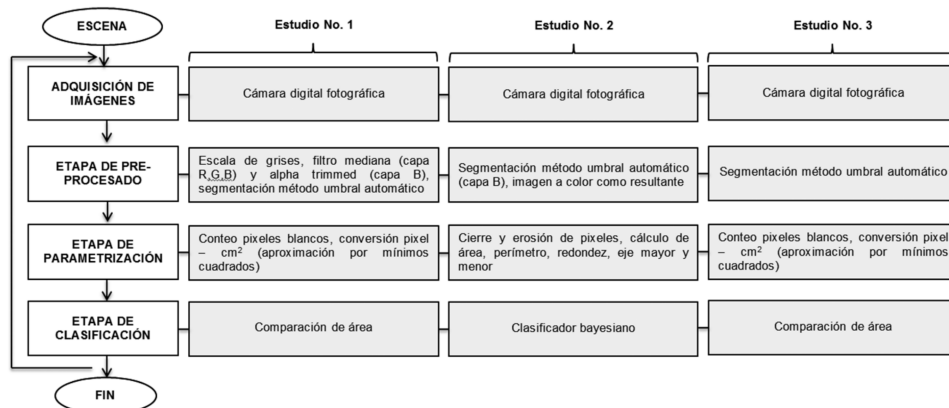 ESCENA
Estudio No. 1
Estudio No. 2
Estudio No. 3
ADQUISICIÓN DE
IMÁGENES
Cámara digital fotográfica
Cámara digital fotográfica
Cámara digital fotográfica
ETAPA DE PRE-
PROCESADO
Escala de grises, filtro mediana (capa
R,G,B) y alpha trimmed (capa B),
segmentación método umbral automático
Segmentación método umbral automático
(capa B), imagen a color como resultante
Segmentación método umbral automático
ETAPA DE
PARAMETRIZACIÓN
Conteo pixeles blancos, conversión pixel
– cm² (aproximación por mínimos
cuadrados)
Cierre y erosión de pixeles, cálculo de
área, perímetro, redondez, eje mayor y
menor
Conteo pixeles blancos, conversión pixel
– cm² (aproximación por mínimos
cuadrados)
ETAPA DE
CLASIFICACIÓN
Comparación de área
Clasificador bayesiano
Comparación de área
FIN